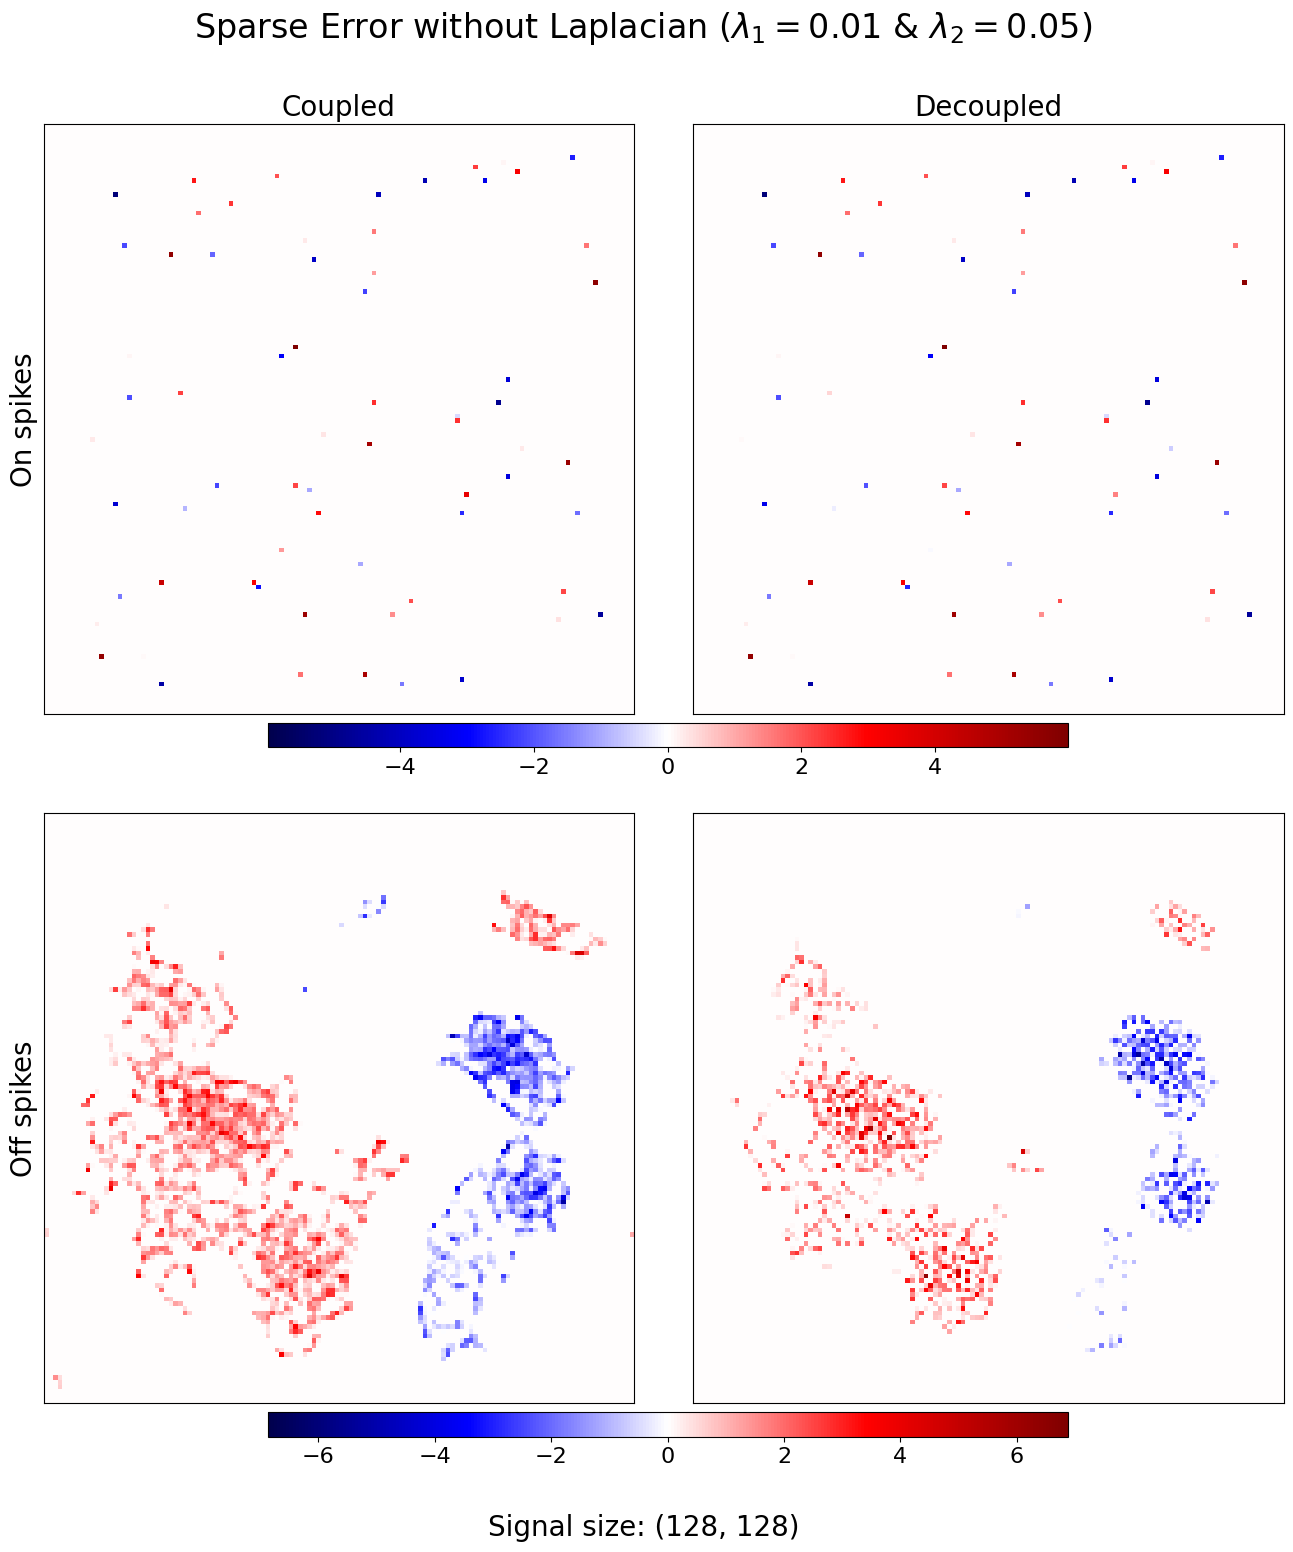 Sparse Error without Laplacian (λ₁ = 0.01 & λ₂ = 0.05)
Coupled
Decoupled
On spikes
−4 −2 0 2 4
Off spikes
−6 −4 −2 0 2 4 6
Signal size: (128, 128)